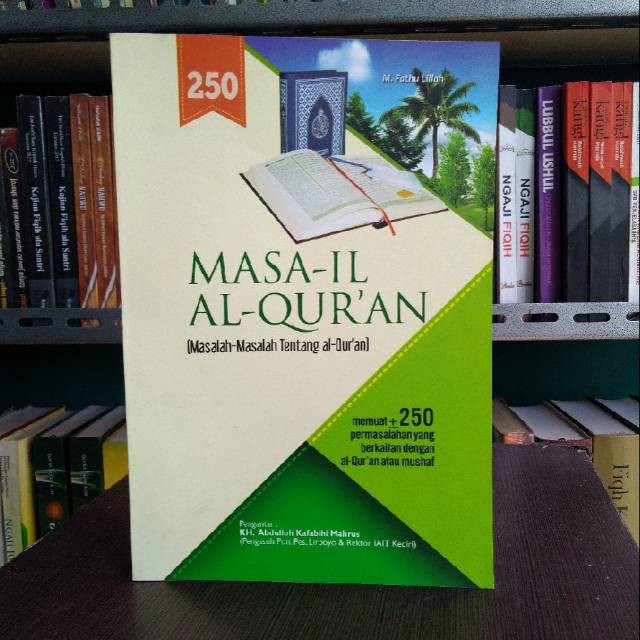 250
M. Fathu Lillah
MASA-IL
AL-QUR'AN
(Masalah-Masalah Tentang al-Qur'an)
memuat ± 250
permasalahan yang
berkaitan dengan
al-Qur'an atau mushaf
Pengantar :
KH. Abdulloh Kafabihi Mahrus
(Pengasuh Pon. Pes. Lirboyo & Rektor IAIT Kediri)
Kajian Fiqih ala Santri
Kajian Fiqih ala Santri
NGAJI FIQIH
NGAJI FIQIH
LUBBUL USHUL